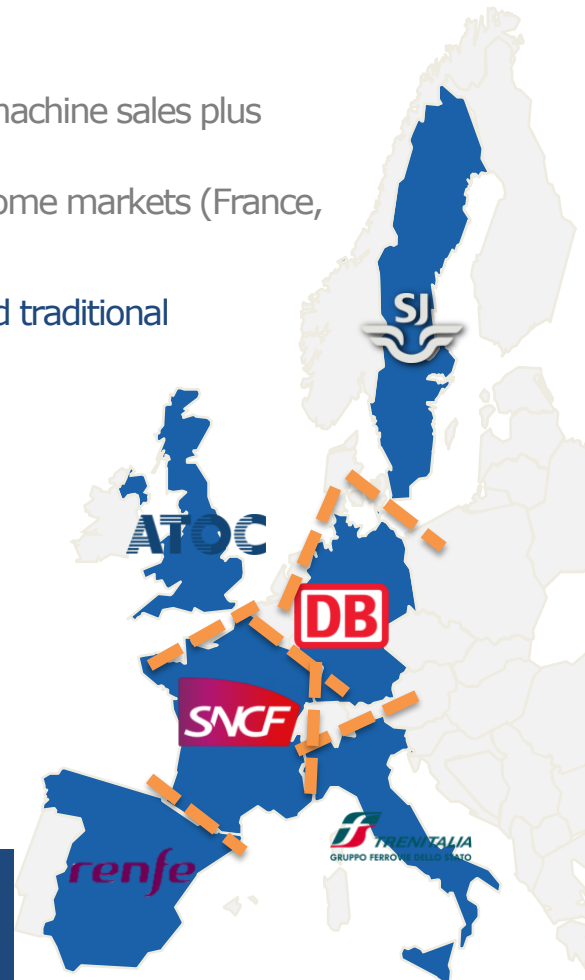 machine sales plus
ome markets (France,
d traditional
SJ
ATOC
DB
SNCF
renfe
TRENITALIA
GRUPPO FERROVIE DELLO STATO